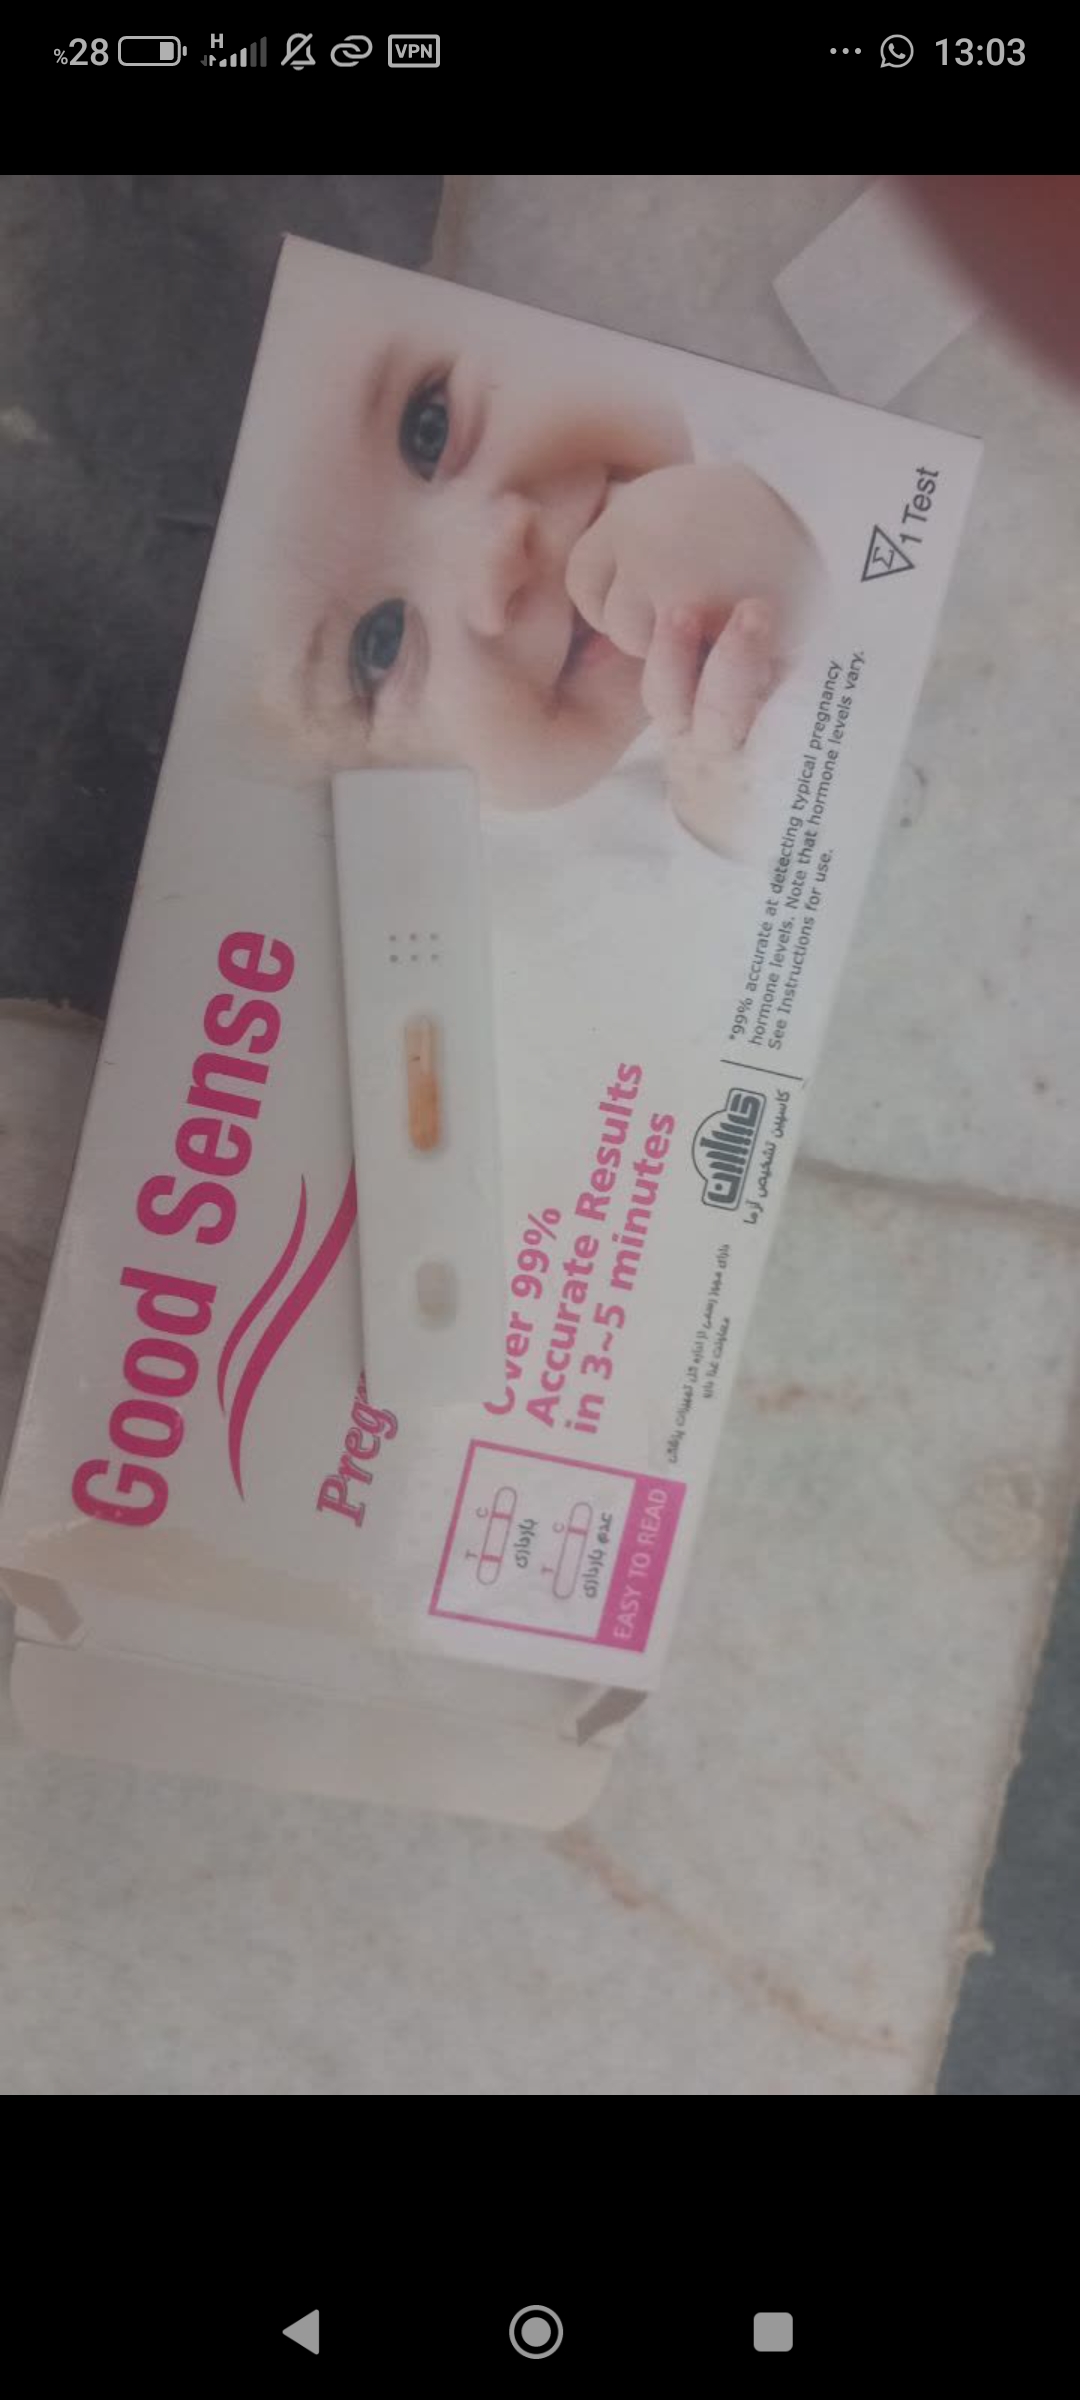 %28 H VPN ... 13:03
Good Sense
Preg
Over 99%
Accurate Results
in 3~5 minutes
T C
بارداری
T C
عدم بارداری
EASY TO READ
کاسپین تشخیص آزما
*99% accurate at detecting typical pregnancy
hormone levels. Note that hormone levels vary.
See Instructions for use.
Σ
1 Test